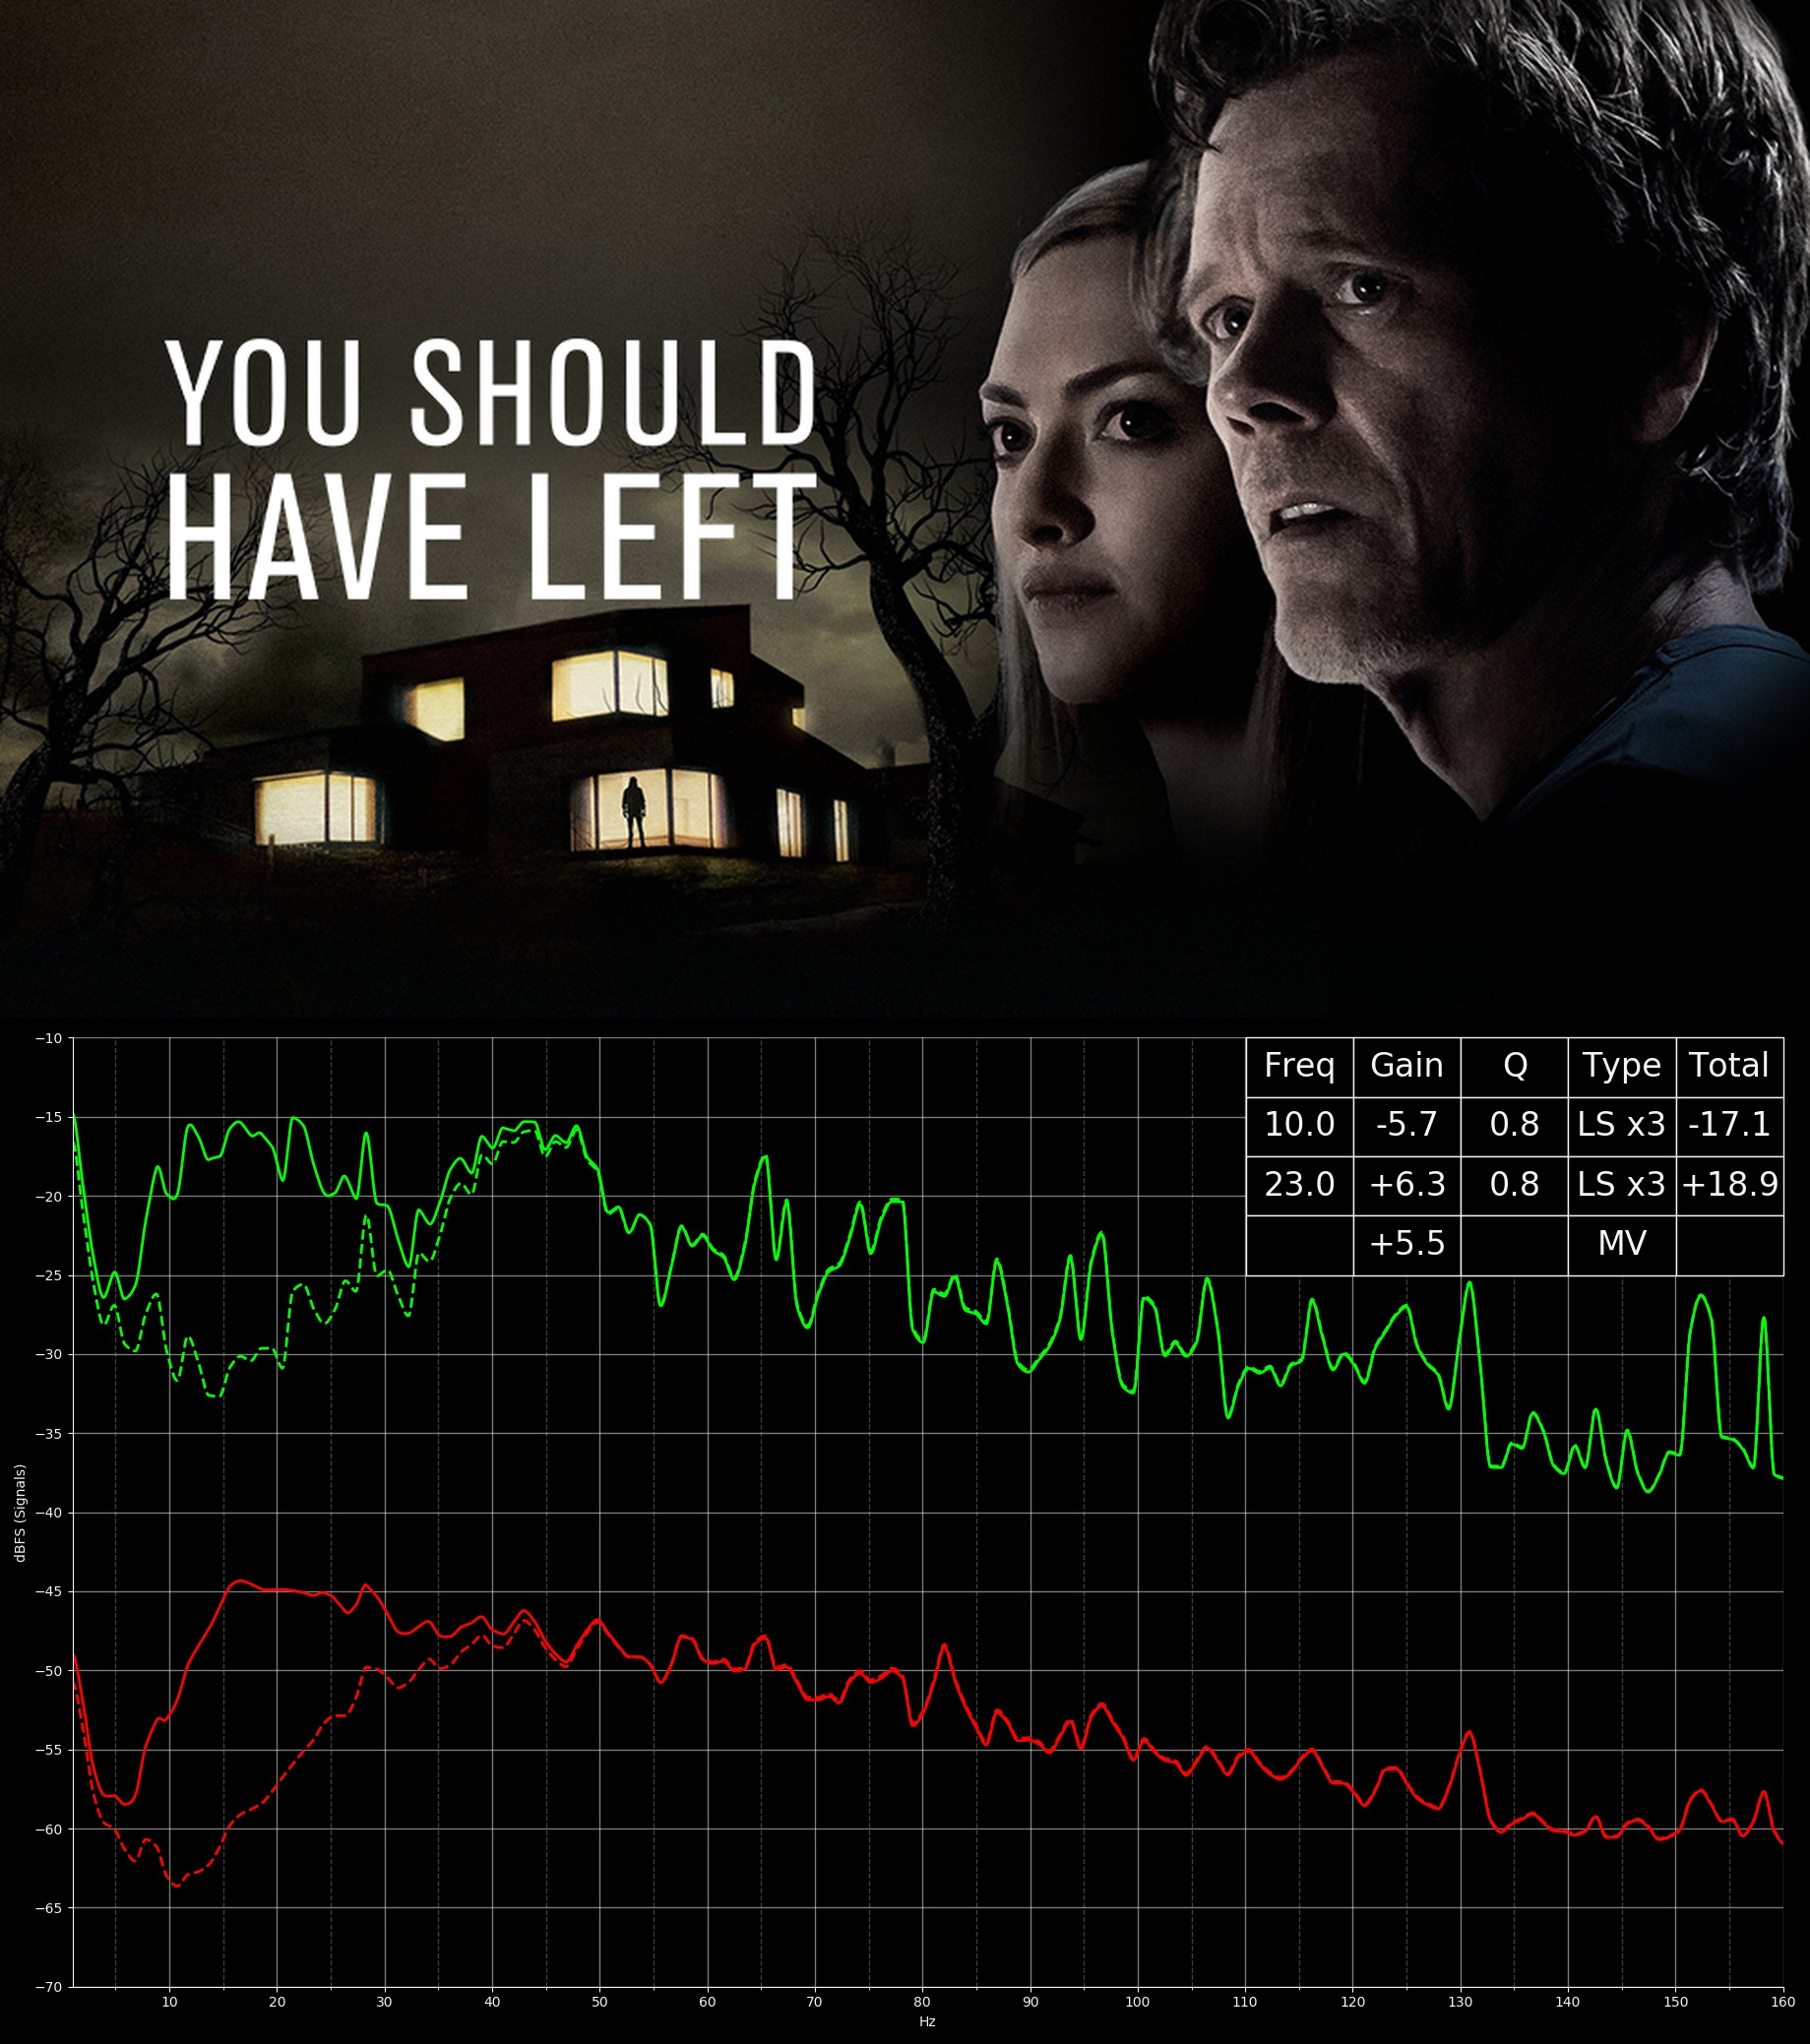 YOU SHOULD
HAVE LEFT
Freq Gain Q Type Total
10.0 -5.7 0.8 LS x3 -17.1
23.0 +6.3 0.8 LS x3 +18.9
+5.5 MV
−10
−15
−20
−25
−30
−35
−40
−45
−50
−55
−60
−65
−70
dBFS (Signals)
10 20 30 40 50 60 70 80 90 100 110 120 130 140 150 160
Hz